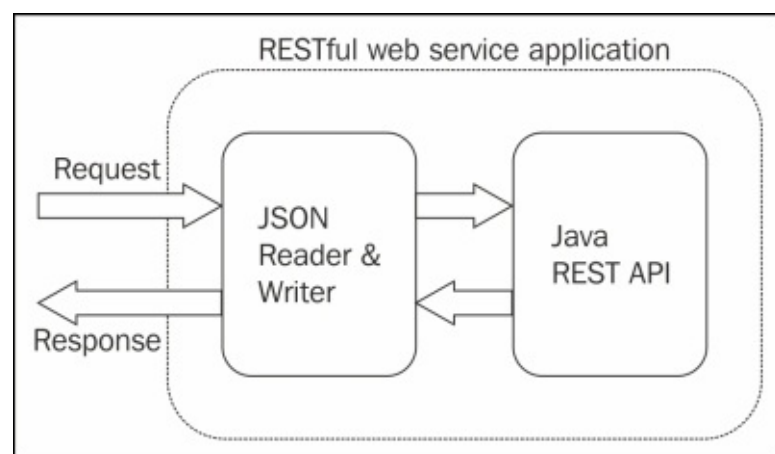 RESTful web service application
Request
JSON
Reader &
Writer
Java
REST API
Response